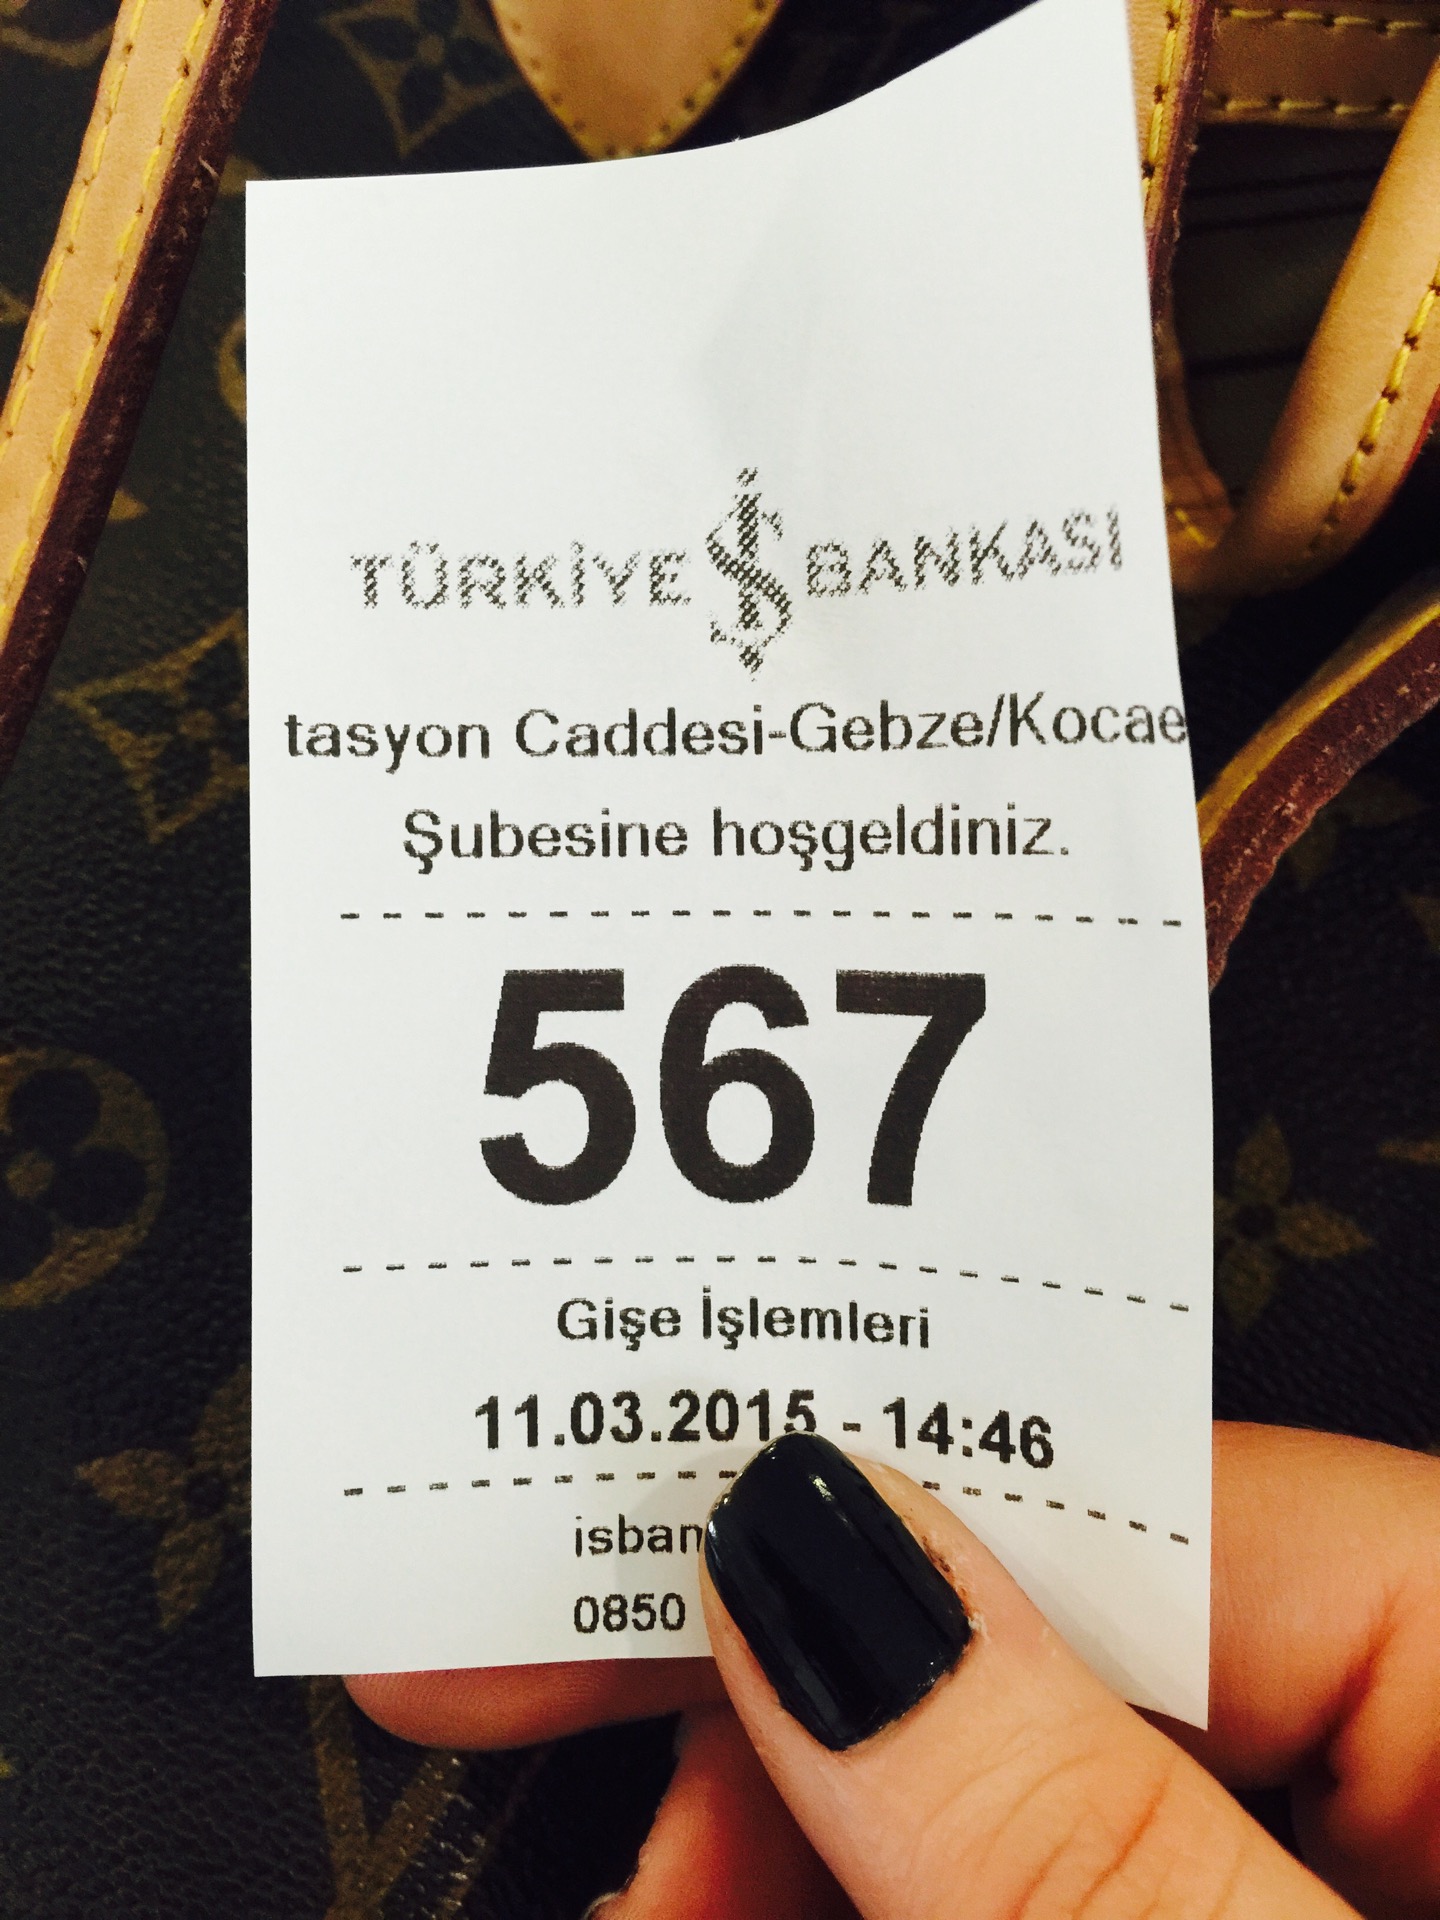 TÜRKİYE İŞ BANKASI
tasyon Caddesi-Gebze/Kocae
Şubesine hoşgeldiniz.
567
Gişe İşlemleri
11.03.2015 - 14:46
isban
0850